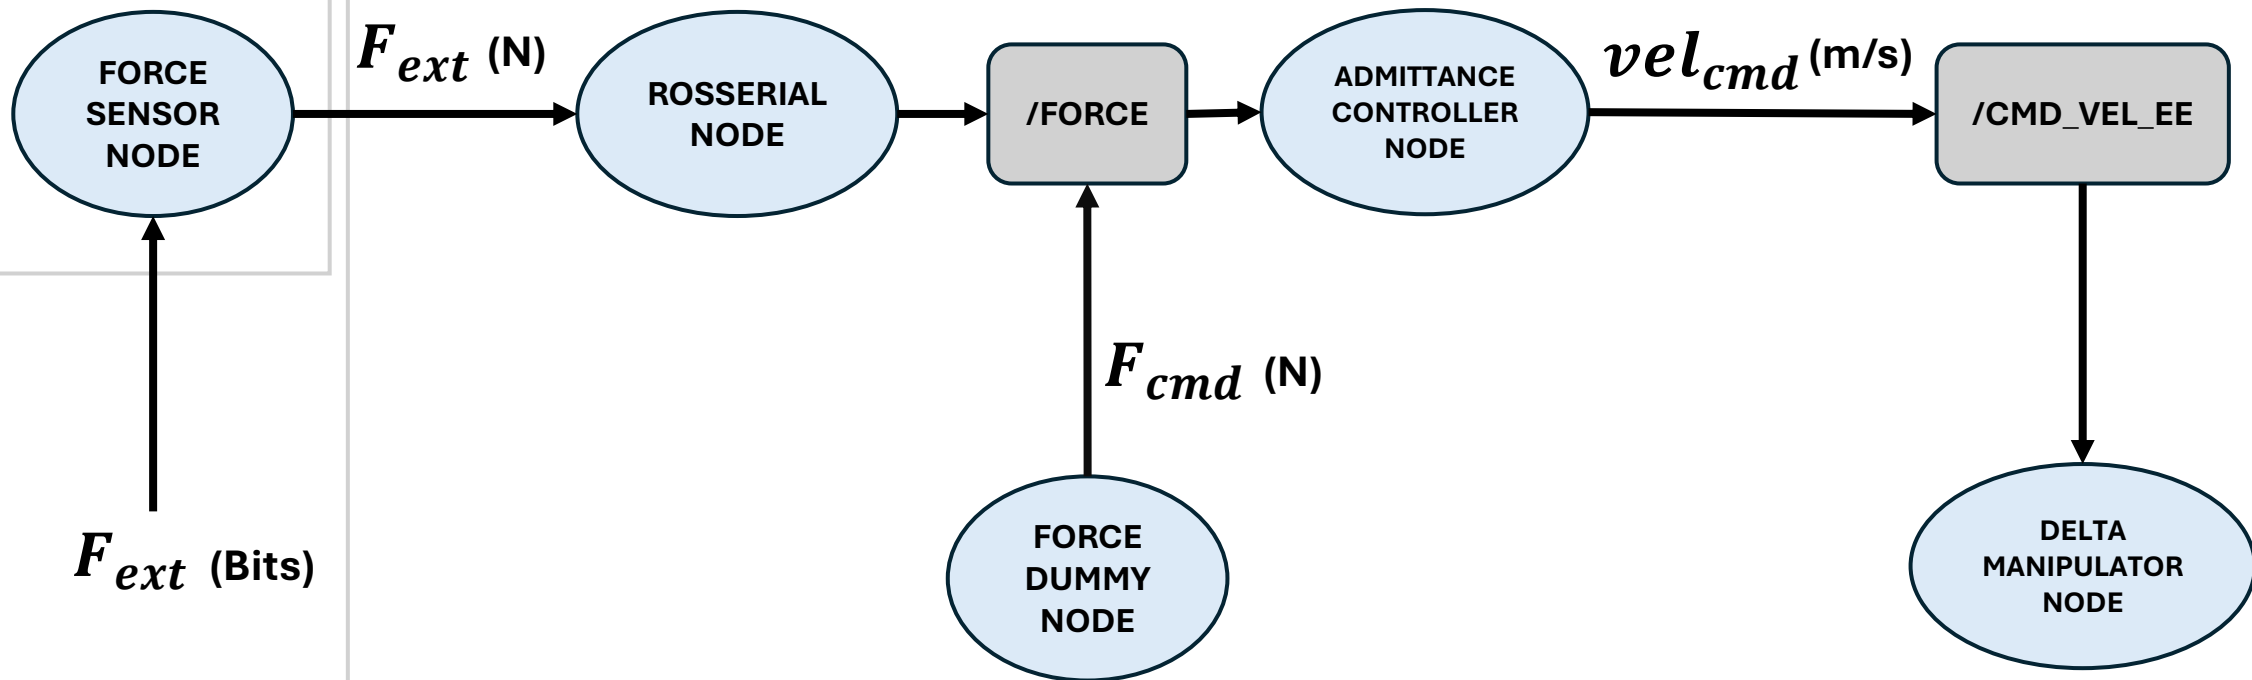 FORCE
SENSOR
NODE
F_ext (N)
ROSSERIAL
NODE
/FORCE
ADMITTANCE
CONTROLLER
NODE
vel_cmd (m/s)
/CMD_VEL_EE
F_cmd (N)
F_ext (Bits)
FORCE
DUMMY
NODE
DELTA
MANIPULATOR
NODE